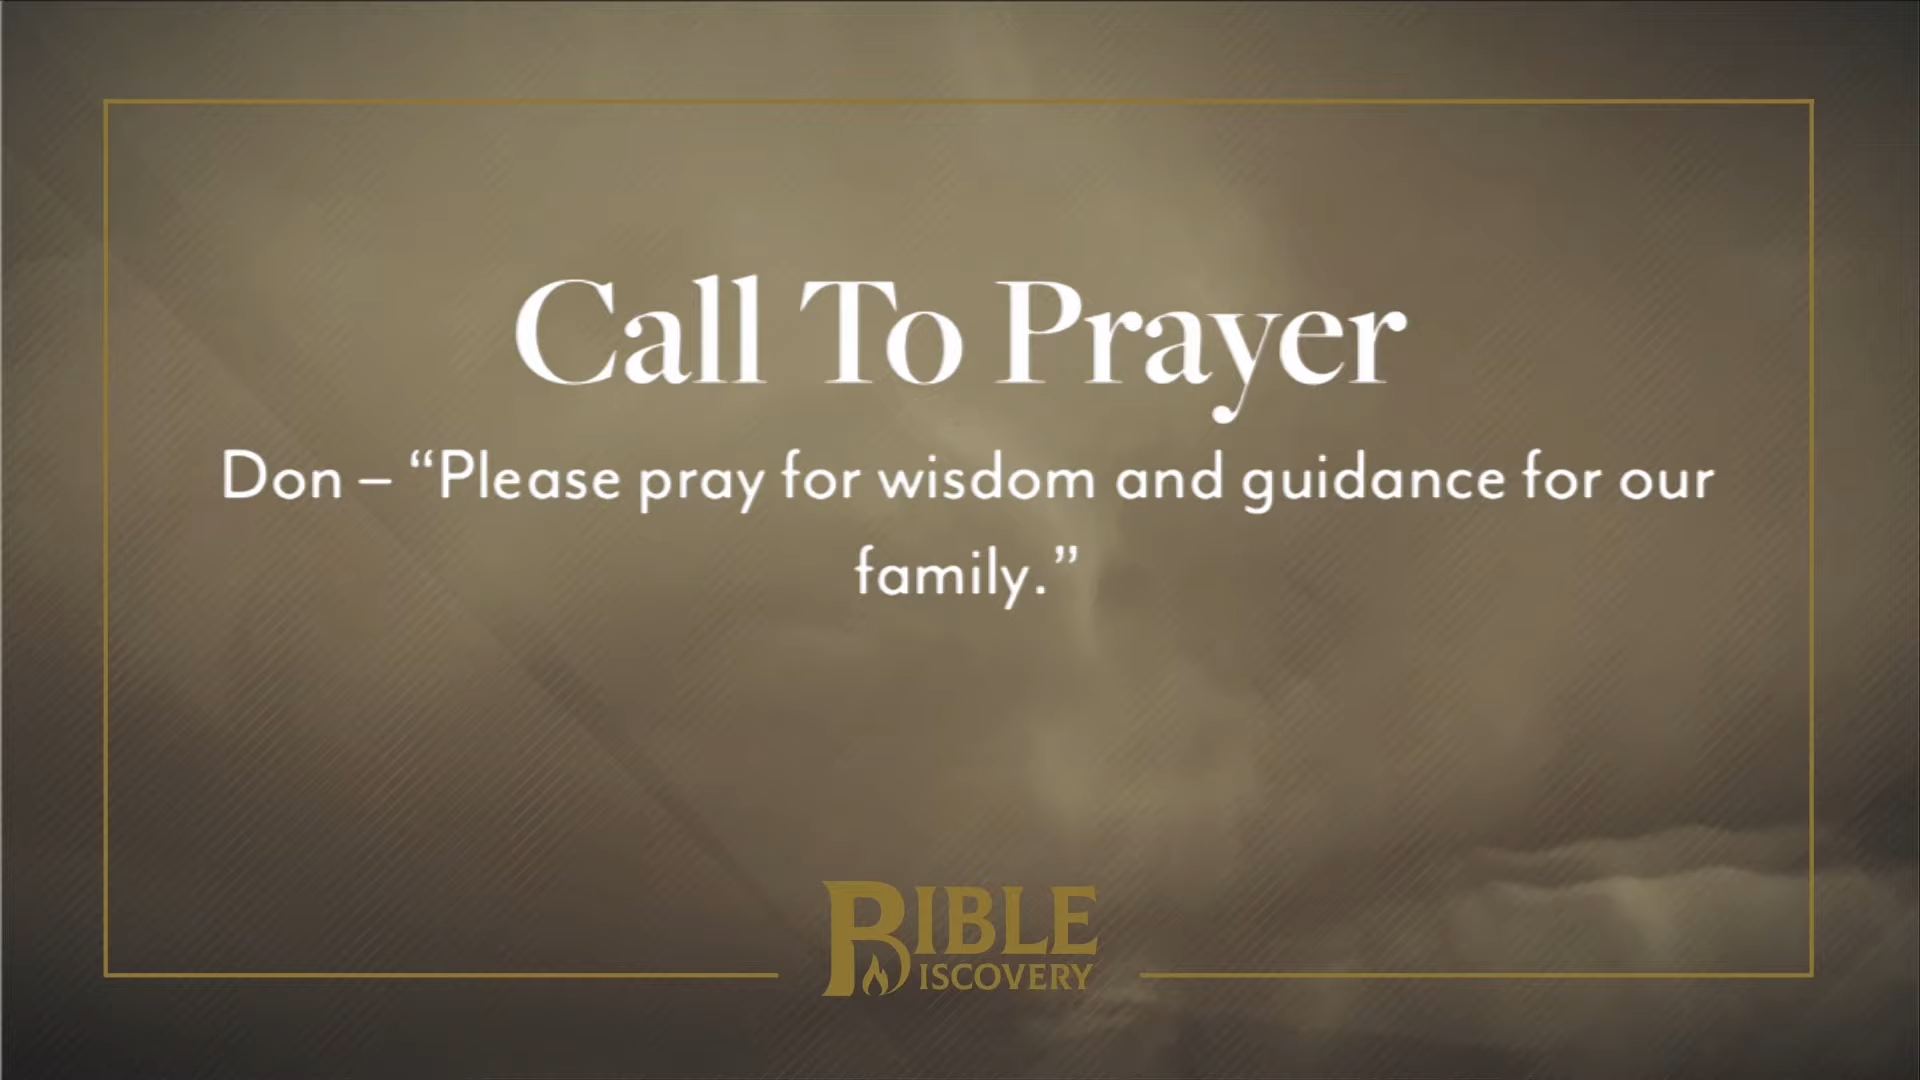 Call To Prayer
Don – “Please pray for wisdom and guidance for our
family.”
BIBLE
DISCOVERY